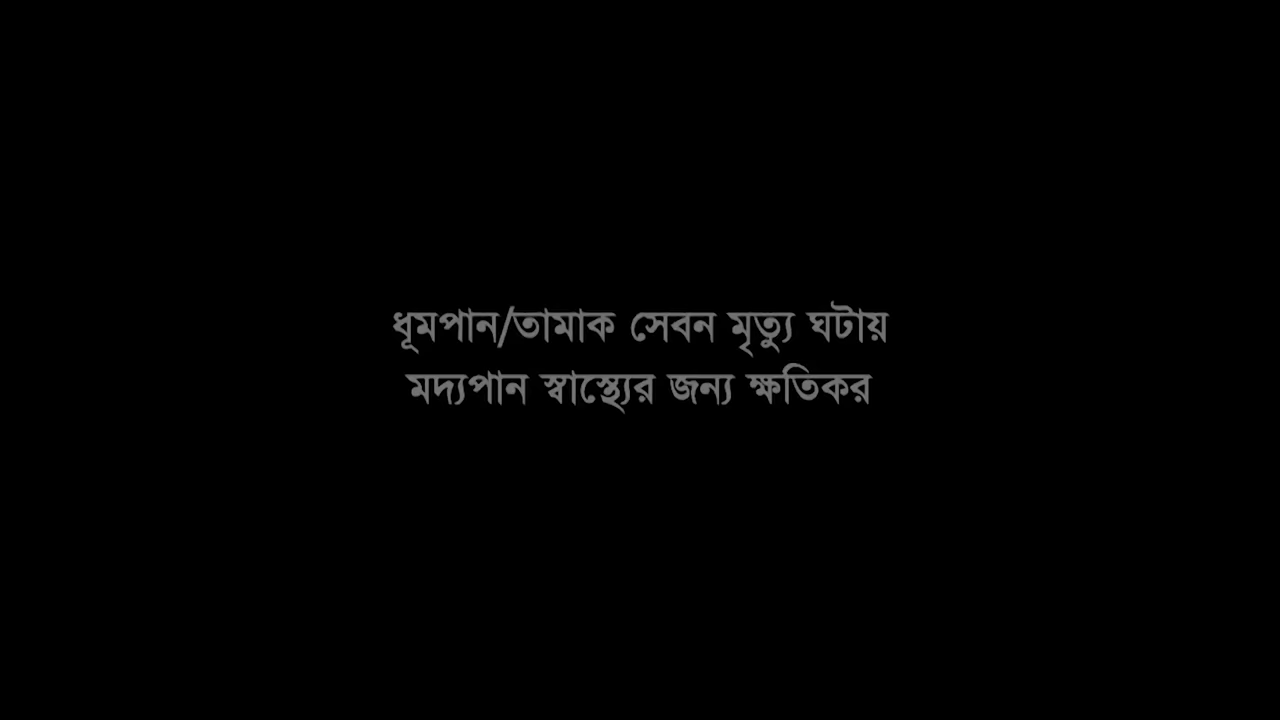 ধূমপান/তামাক সেবন মৃত্যু ঘটায়
মদ্যপান স্বাস্থ্যের জন্য ক্ষতিকর